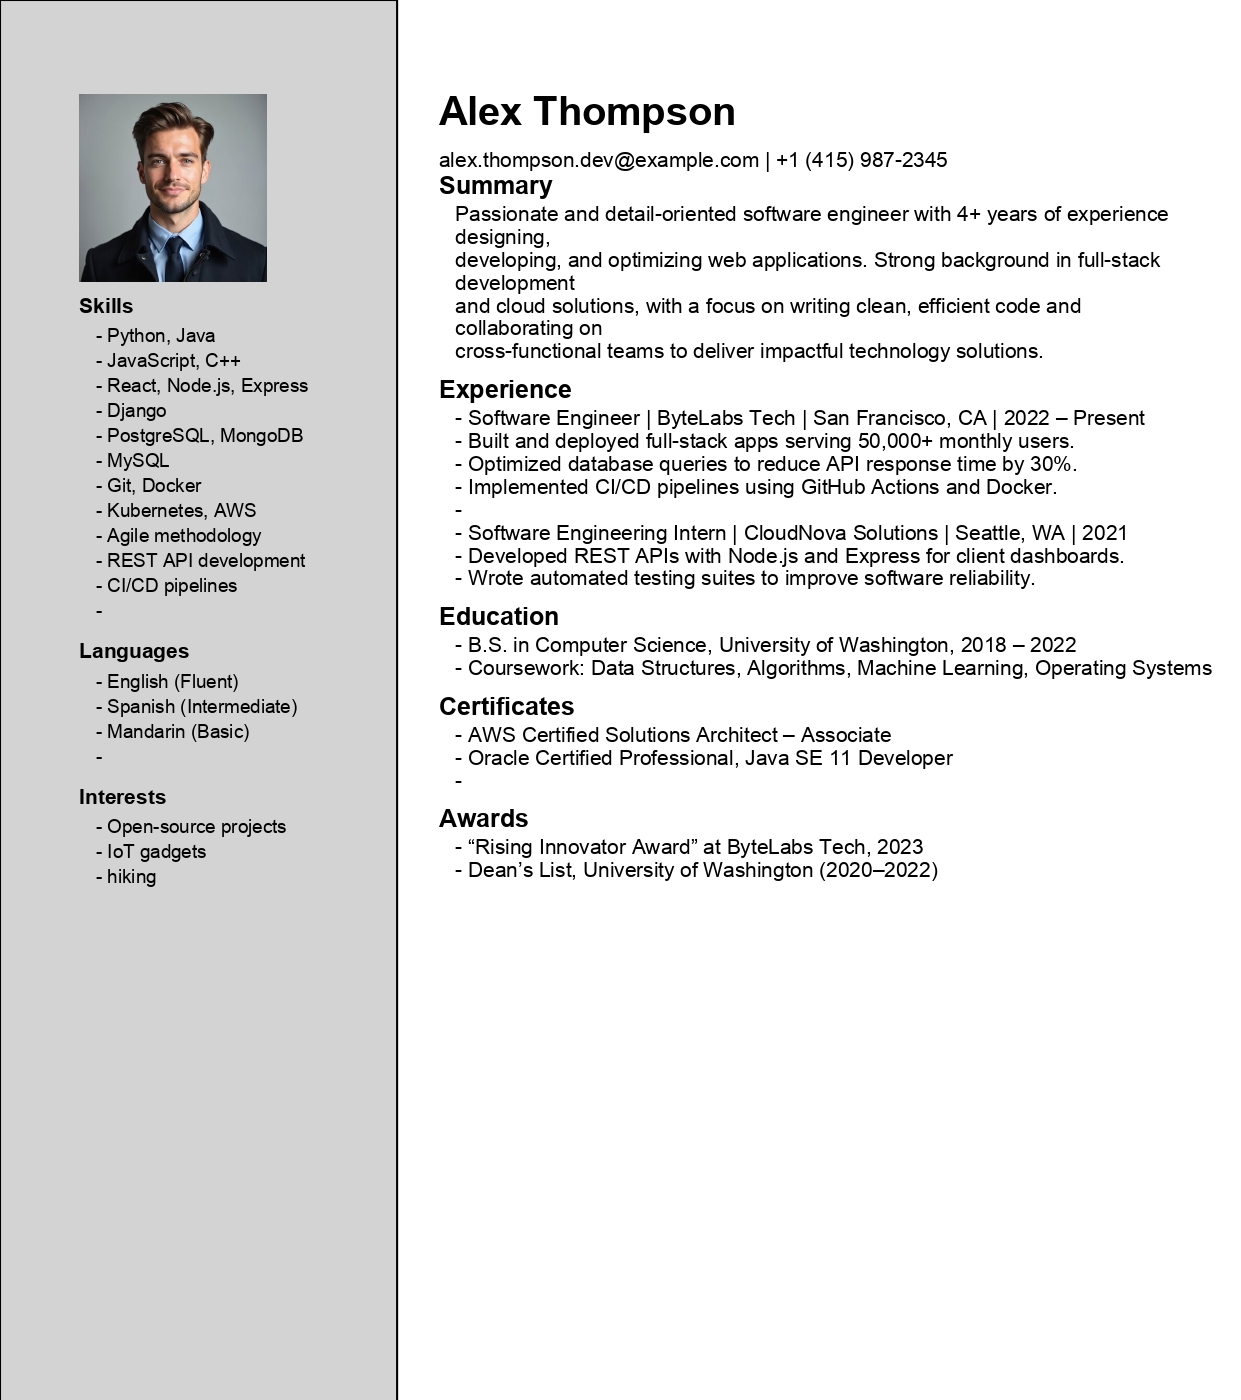 Skills
- Python, Java
- JavaScript, C++
- React, Node.js, Express
- Django
- PostgreSQL, MongoDB
- MySQL
- Git, Docker
- Kubernetes, AWS
- Agile methodology
- REST API development
- CI/CD pipelines
-
Languages
- English (Fluent)
- Spanish (Intermediate)
- Mandarin (Basic)
-
Interests
- Open-source projects
- IoT gadgets
- hiking
Alex Thompson
alex.thompson.dev@example.com | +1 (415) 987-2345
Summary
Passionate and detail-oriented software engineer with 4+ years of experience
designing,
developing, and optimizing web applications. Strong background in full-stack
development
and cloud solutions, with a focus on writing clean, efficient code and
collaborating on
cross-functional teams to deliver impactful technology solutions.
Experience
- Software Engineer | ByteLabs Tech | San Francisco, CA | 2022 – Present
- Built and deployed full-stack apps serving 50,000+ monthly users.
- Optimized database queries to reduce API response time by 30%.
- Implemented CI/CD pipelines using GitHub Actions and Docker.
-
- Software Engineering Intern | CloudNova Solutions | Seattle, WA | 2021
- Developed REST APIs with Node.js and Express for client dashboards.
- Wrote automated testing suites to improve software reliability.
Education
- B.S. in Computer Science, University of Washington, 2018 – 2022
- Coursework: Data Structures, Algorithms, Machine Learning, Operating Systems
Certificates
- AWS Certified Solutions Architect – Associate
- Oracle Certified Professional, Java SE 11 Developer
-
Awards
- “Rising Innovator Award” at ByteLabs Tech, 2023
- Dean’s List, University of Washington (2020–2022)